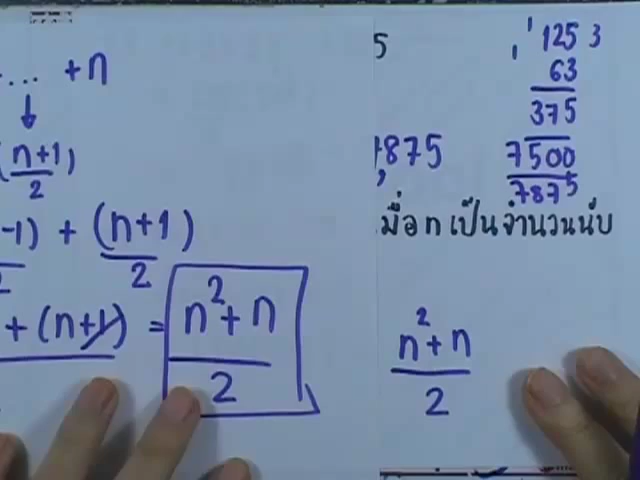 ... + n
(n+1)/2)
-1) + (n+1)/2
+ (n+1) = n² + n
2
5
125 3
63
375
7500
7875
,875
มื่อ n เป็นจำนวนนับ
n² + n
2